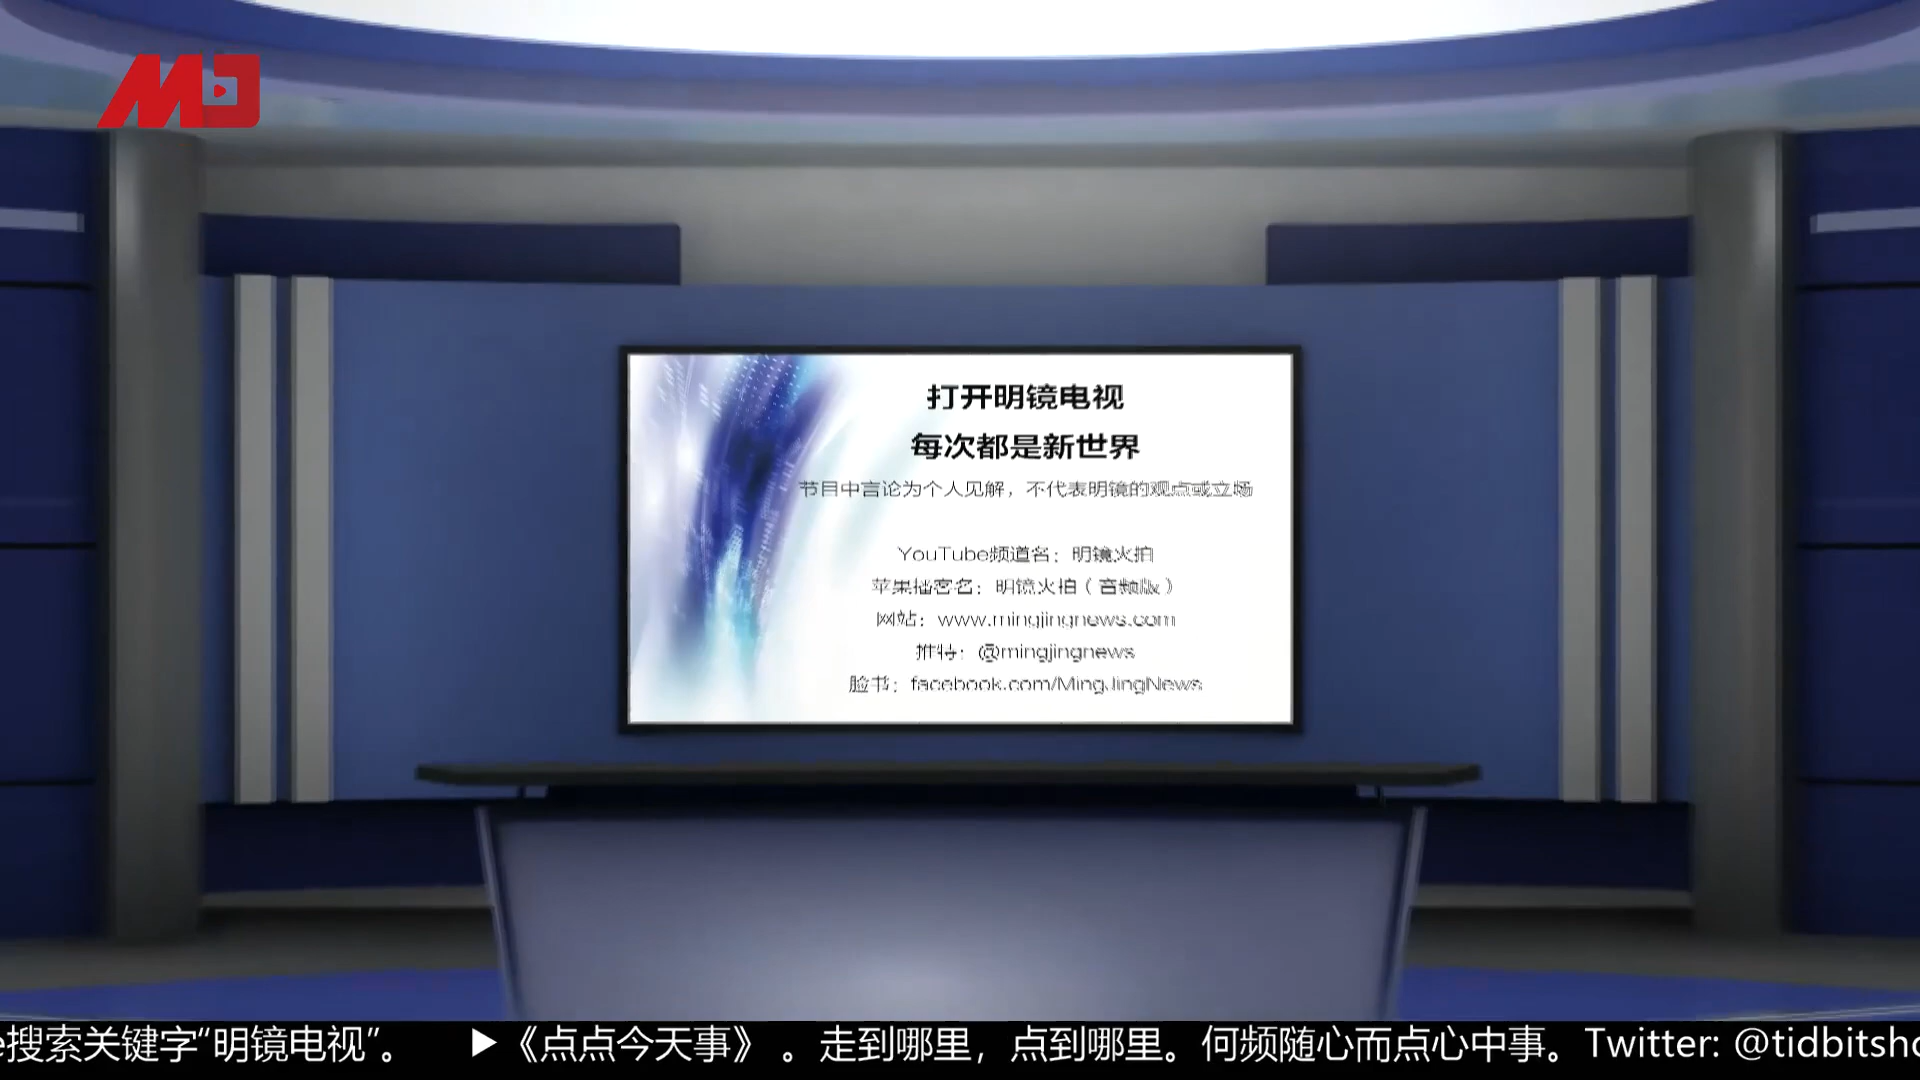 打开明镜电视
每次都是新世界
节目中言论为个人见解，不代表明镜的观点或立场
YouTube频道名：明镜火拍
苹果播客名：明镜火拍（音频版）
网站：www.mingjingnews.com
推特：@mingjingnews
脸书：facebook.com/MingJingNews
e搜索关键字“明镜电视”。 ▶《点点今天事》 。走到哪里，点到哪里。何频随心而点心中事。Twitter: @tidbitsho